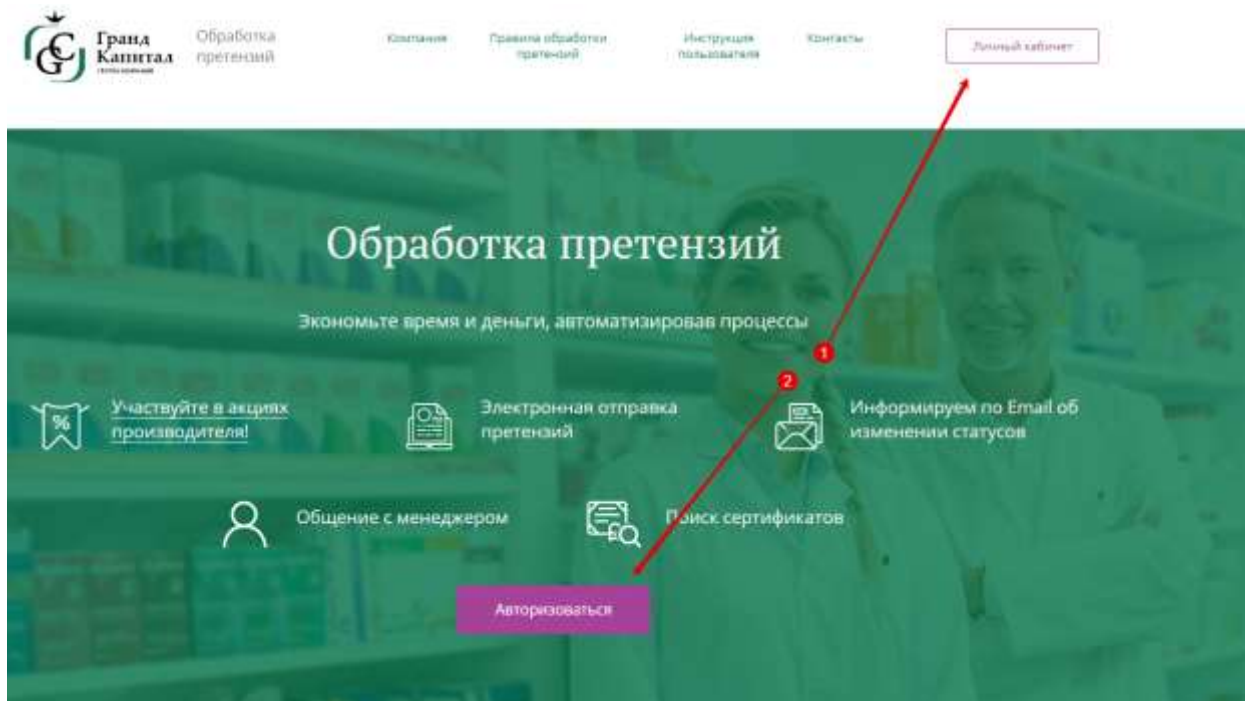 Гранд
Капитал
ГРУППА КОМПАНИЙ
Обработка
претензий
Компания
Правила обработки
претензий
Инструкция
пользователя
Контакты
Личный кабинет
Обработка претензий
Экономьте время и деньги, автоматизировав процессы
1
2
%
Участвуйте в акциях
производителя!
Электронная отправка
претензий
Информируем по Email об
изменении статусов
Общение с менеджером
Поиск сертификатов
Авторизоваться